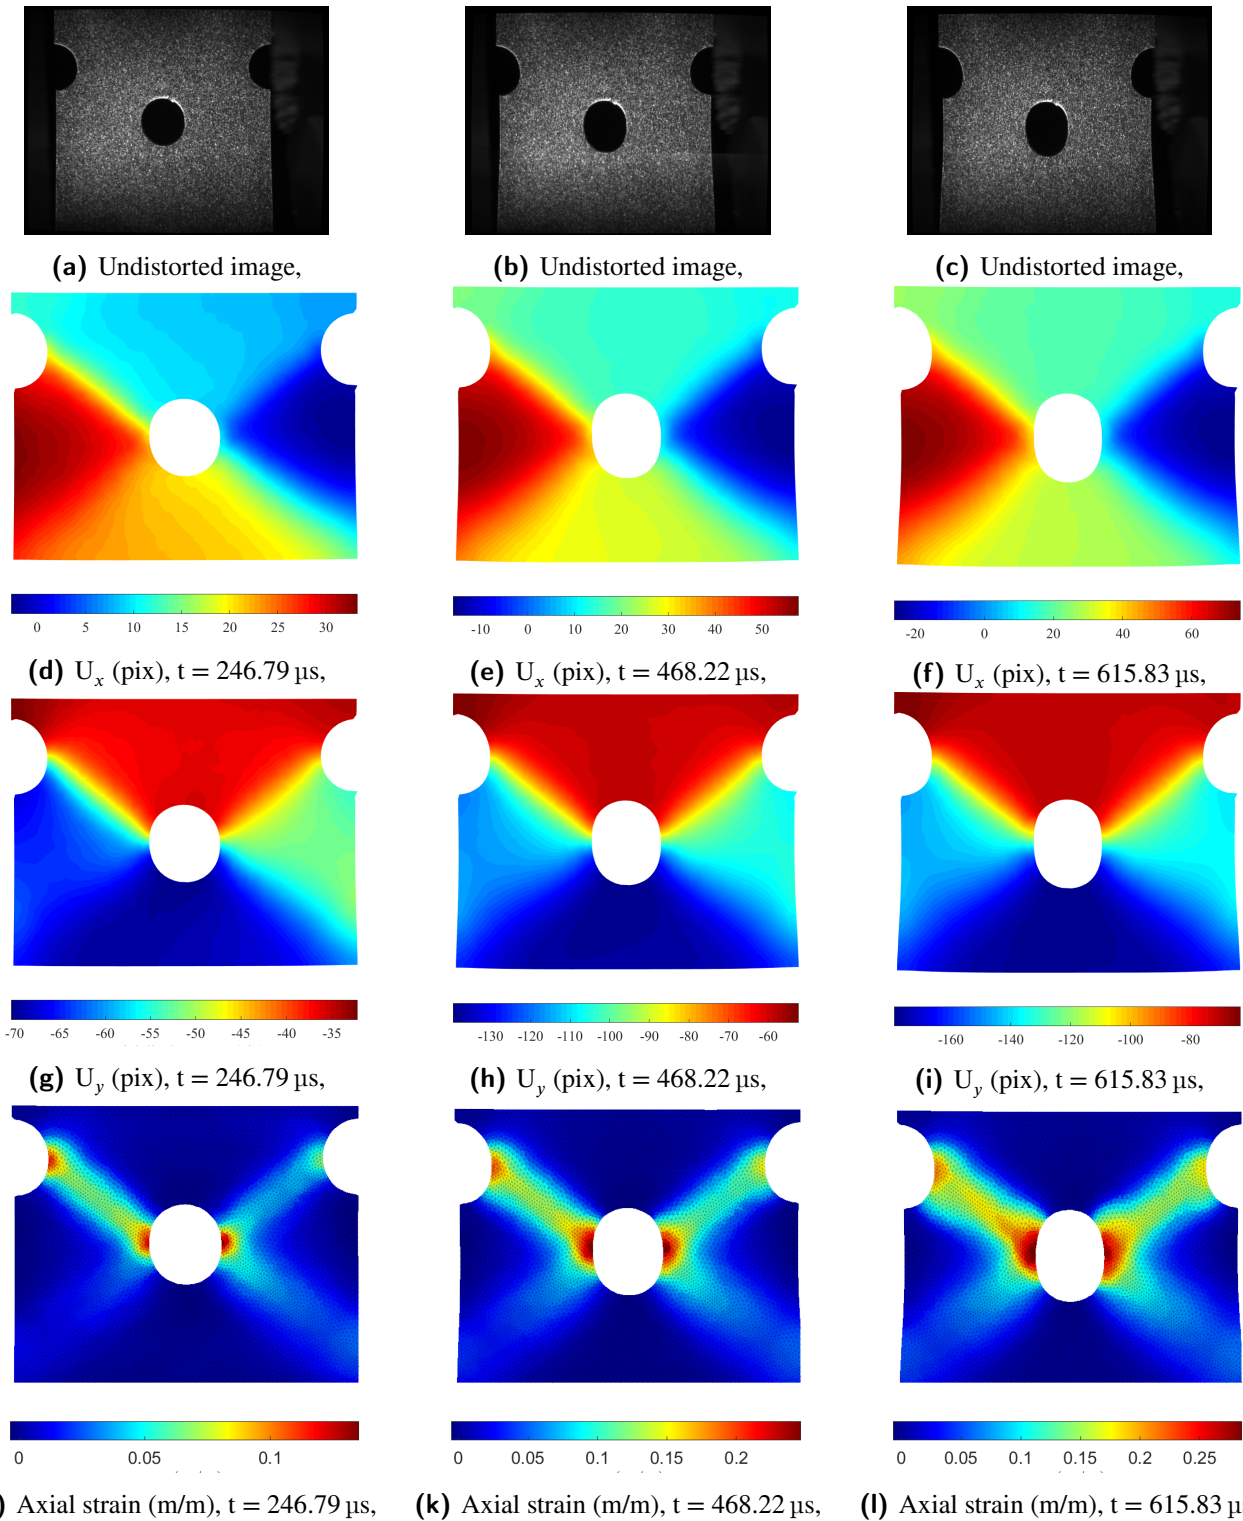 (a) Undistorted image,
(b) Undistorted image,
(c) Undistorted image,
0 5 10 15 20 25 30
-10 0 10 20 30 40 50
-20 0 20 40 60
(d) Uₓ (pix), t = 246.79 µs,
(e) Uₓ (pix), t = 468.22 µs,
(f) Uₓ (pix), t = 615.83 µs,
-70 -65 -60 -55 -50 -45 -40 -35
-130 -120 -110 -100 -90 -80 -70 -60
-160 -140 -120 -100 -80
(g) U_y (pix), t = 246.79 µs,
(h) U_y (pix), t = 468.22 µs,
(i) U_y (pix), t = 615.83 µs,
0 0.05 0.1
0 0.05 0.1 0.15 0.2
0 0.05 0.1 0.15 0.2 0.25
) Axial strain (m/m), t = 246.79 µs,
(k) Axial strain (m/m), t = 468.22 µs,
(l) Axial strain (m/m), t = 615.83 µ